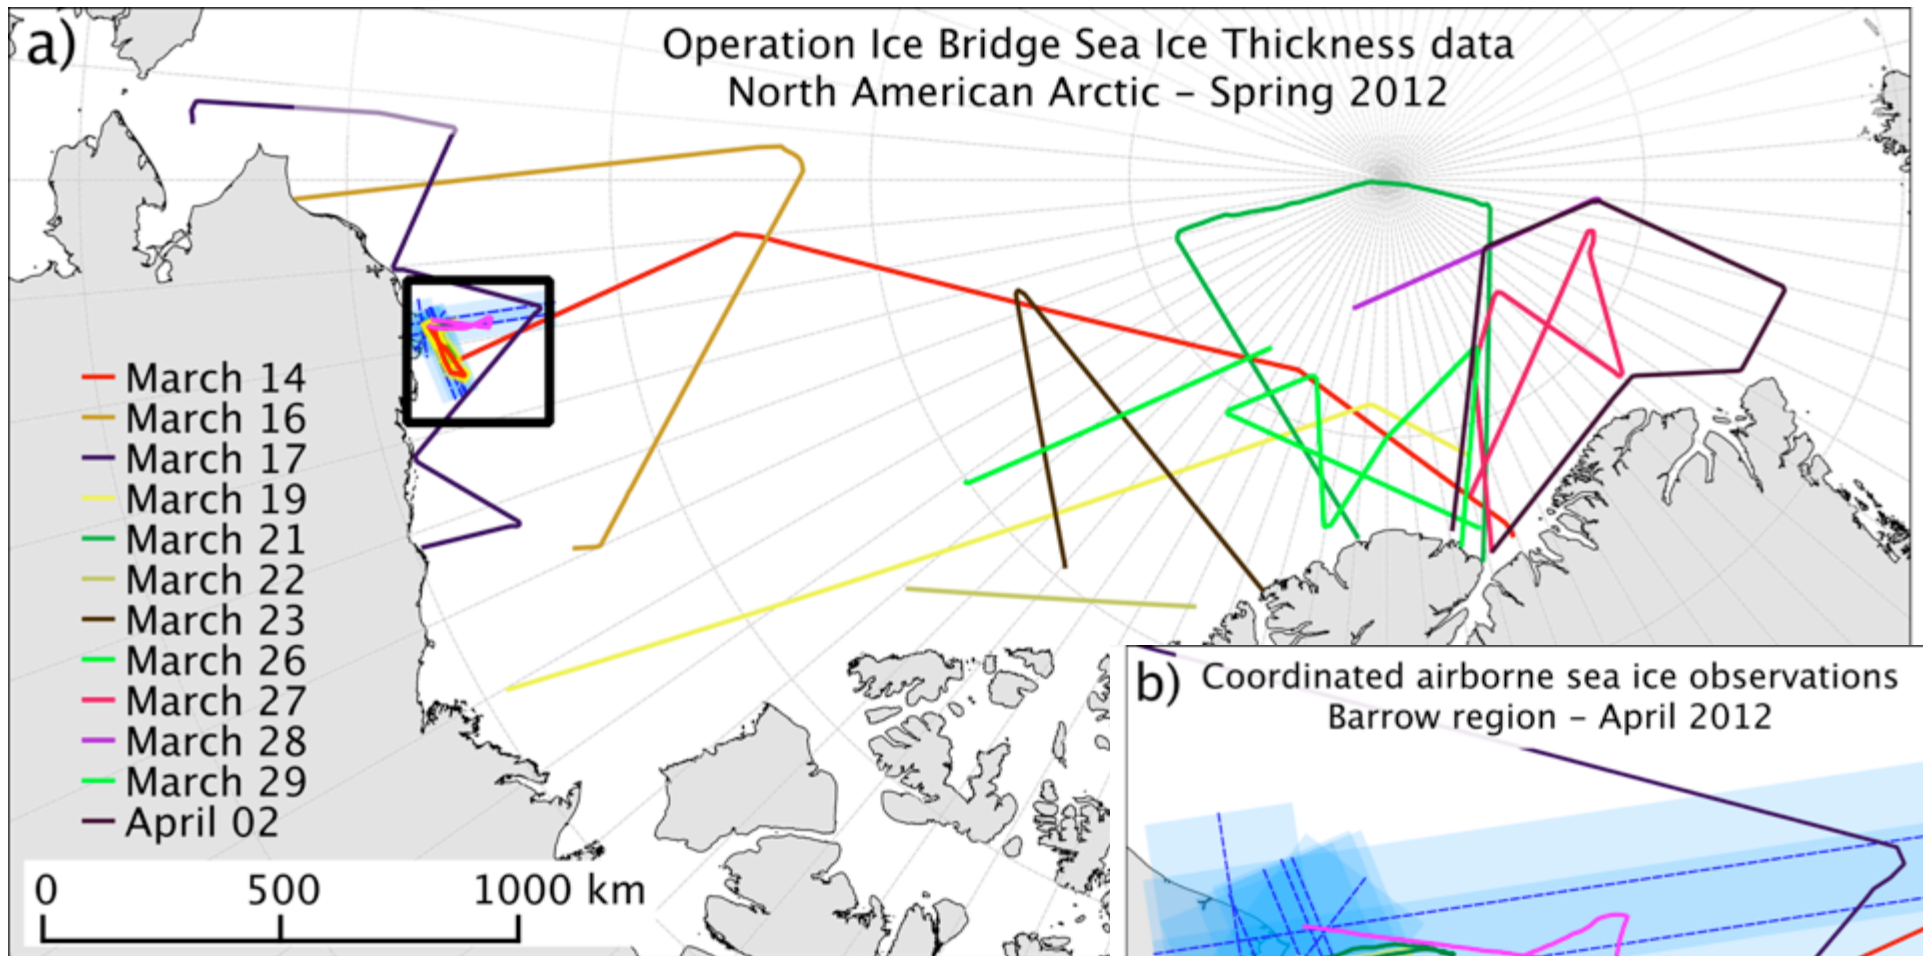 a)
Operation Ice Bridge Sea Ice Thickness data
North American Arctic – Spring 2012
March 14
March 16
March 17
March 19
March 21
March 22
March 23
March 26
March 27
March 28
March 29
April 02
0 500 1000 km
b)
Coordinated airborne sea ice observations
Barrow region – April 2012